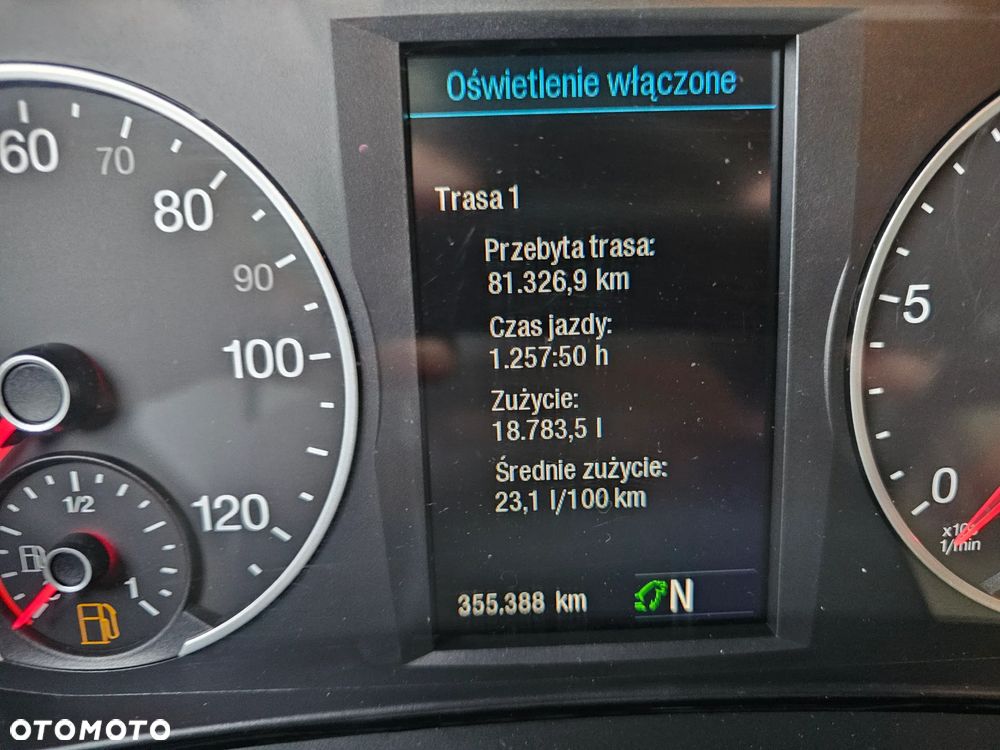 Oświetlenie włączone
60
70
80
90
100
120
1/2
1
Trasa 1
Przebyta trasa:
81.326,9 km
Czas jazdy:
1.257:50 h
Zużycie:
18.783,5 l
Średnie zużycie:
23,1 l/100 km
355.388 km
N
5
0
1/min
OTOMOTO